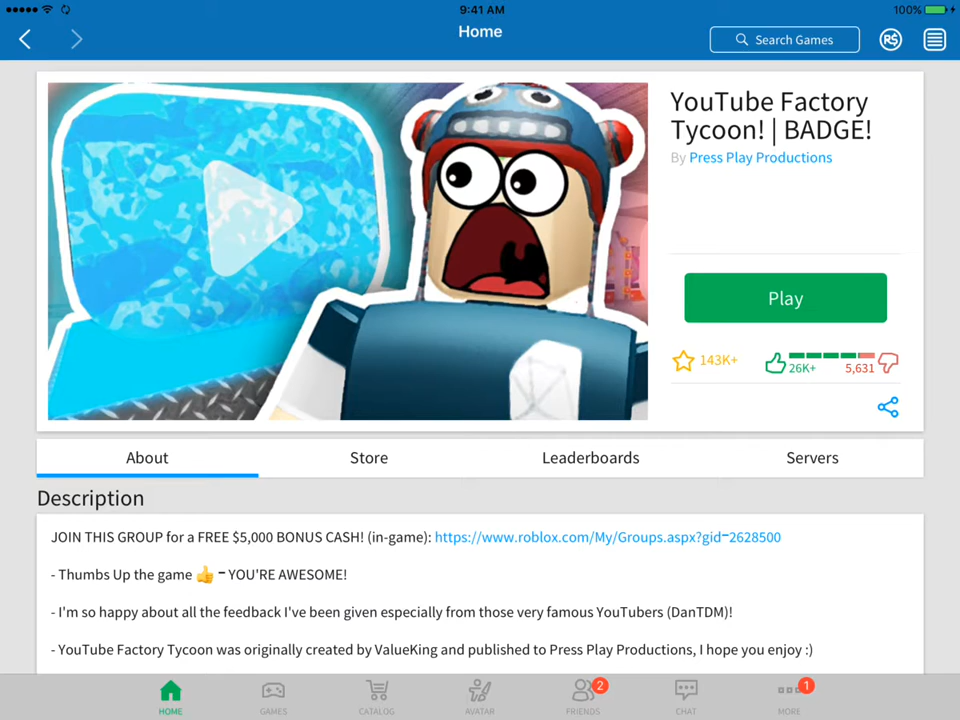 9:41 AM
100%
Home
Search Games
R$
YouTube Factory
Tycoon! | BADGE!
By Press Play Productions
Play
143K+
26K+
5,631
About
Store
Leaderboards
Servers
Description
JOIN THIS GROUP for a FREE $5,000 BONUS CASH! (in-game): https://www.roblox.com/My/Groups.aspx?gid=2628500
- Thumbs Up the game 👍 - YOU'RE AWESOME!
- I'm so happy about all the feedback I've been given especially from those very famous YouTubers (DanTDM)!
- YouTube Factory Tycoon was originally created by ValueKing and published to Press Play Productions, I hope you enjoy :)
2
1
HOME
GAMES
CATALOG
AVATAR
FRIENDS
CHAT
MORE